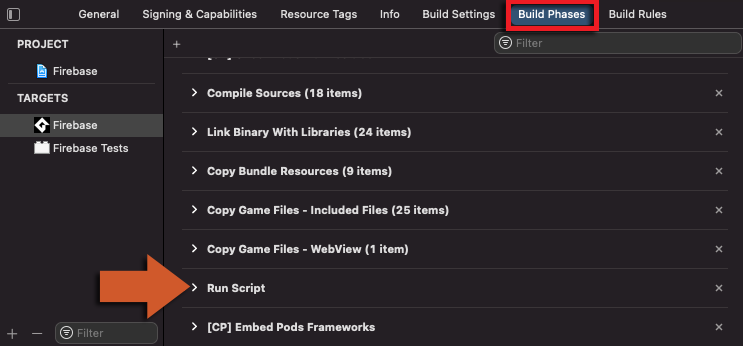 General Signing & Capabilities Resource Tags Info Build Settings Build Phases Build Rules
PROJECT
Firebase
TARGETS
Firebase
Firebase Tests
Filter
Filter
Compile Sources (18 items)
Link Binary With Libraries (24 items)
Copy Bundle Resources (9 items)
Copy Game Files - Included Files (25 items)
Copy Game Files - WebView (1 item)
Run Script
[CP] Embed Pods Frameworks